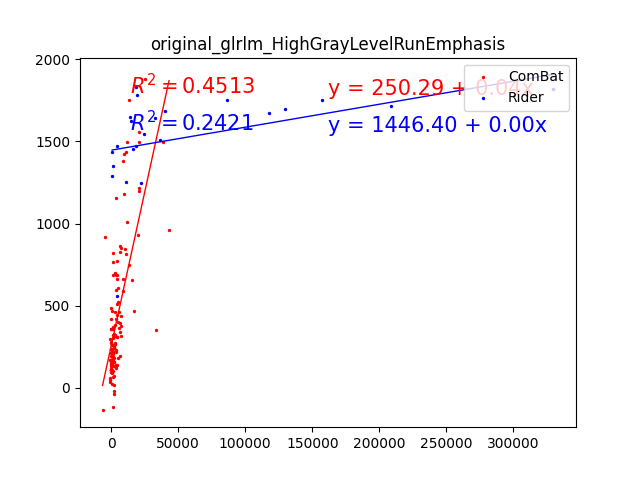 original_glrlm_HighGrayLevelRunEmphasis
2000
1500
1000
500
0
R² = 0.4513
y = 250.29 + 0.04x
R² = 0.2421
y = 1446.40 + 0.00x
ComBat
Rider
0 50000 100000 150000 200000 250000 300000